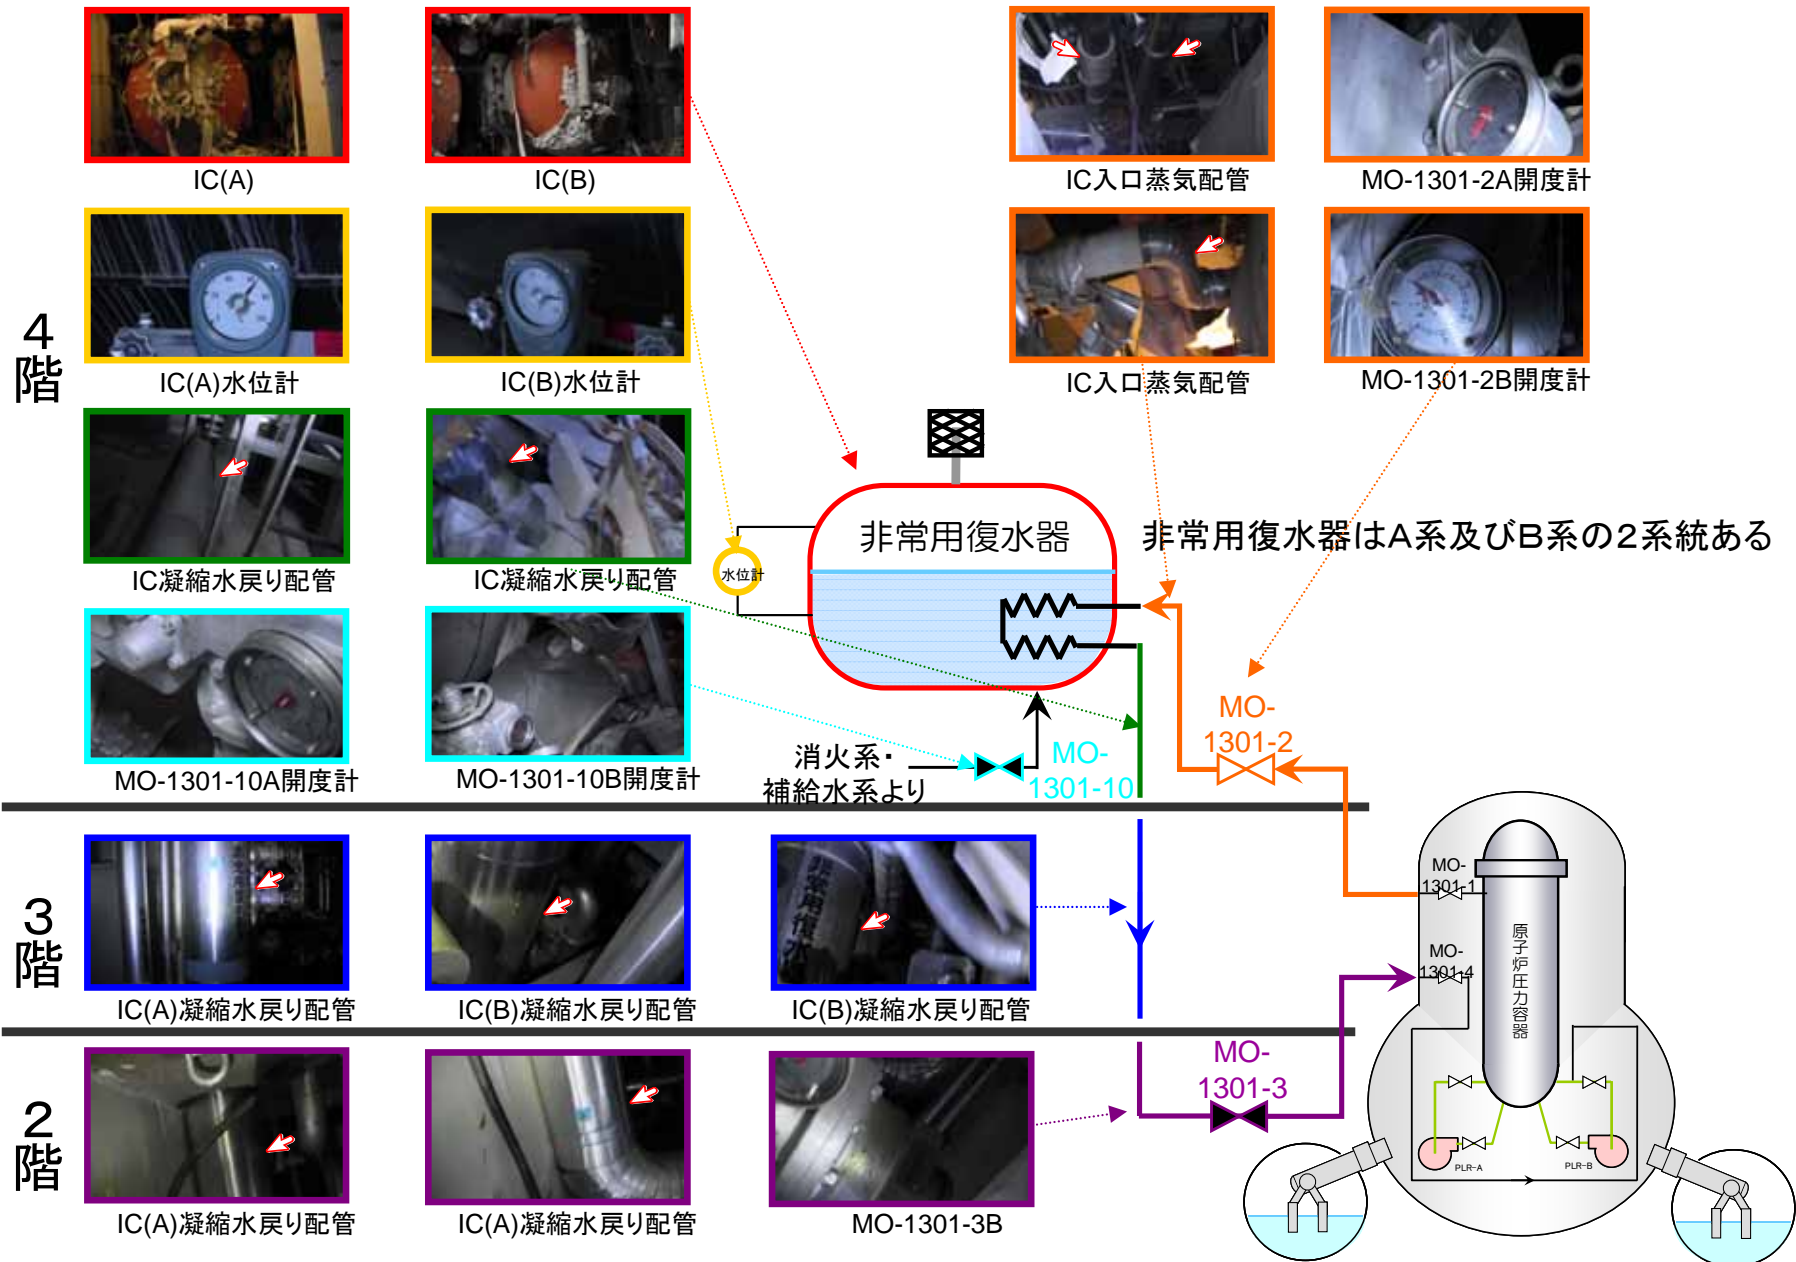 IC(A)
IC(B)
IC入口蒸気配管
MO-1301-2A開度計
4階
IC(A)水位計
IC(B)水位計
IC入口蒸気配管
MO-1301-2B開度計
IC凝縮水戻り配管
IC凝縮水戻り配管
水位計
非常用復水器
非常用復水器はA系及びB系の2系統ある
MO-1301-10A開度計
MO-1301-10B開度計
消火系・
補給水系より
MO-
1301-10
MO-
1301-2
3階
非常用復水
IC(A)凝縮水戻り配管
IC(B)凝縮水戻り配管
IC(B)凝縮水戻り配管
MO-
1301-1
MO-
1301-4
原子炉圧力容器
2階
IC(A)凝縮水戻り配管
IC(A)凝縮水戻り配管
MO-1301-3B
MO-
1301-3
PLR-A
PLR-B